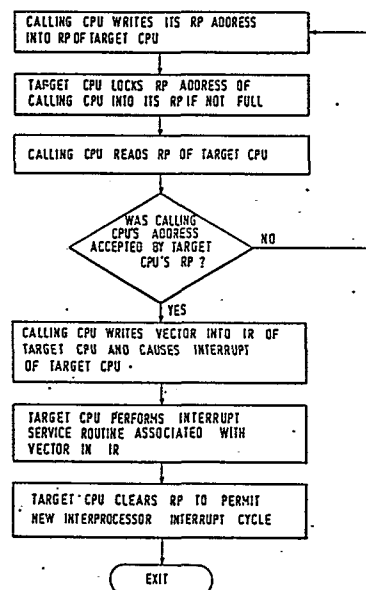 CALLING CPU WRITES ITS RP ADDRESS
INTO RP OF TARGET CPU
TARGET CPU LOCKS RP ADDRESS OF
CALLING CPU INTO ITS RP IF NOT FULL
CALLING CPU READS RP OF TARGET CPU
WAS CALLING
CPU'S ADDRESS
ACCEPTED BY TARGET
CPU'S RP ?
NO
YES
CALLING CPU WRITES VECTOR INTO IR OF
TARGET CPU AND CAUSES INTERRUPT
OF TARGET CPU
TARGET CPU PERFORMS INTERRUPT
SERVICE ROUTINE ASSOCIATED WITH
VECTOR IN IR
TARGET CPU CLEARS RP TO PERMIT
NEW INTERPROCESSOR INTERRUPT CYCLE
EXIT